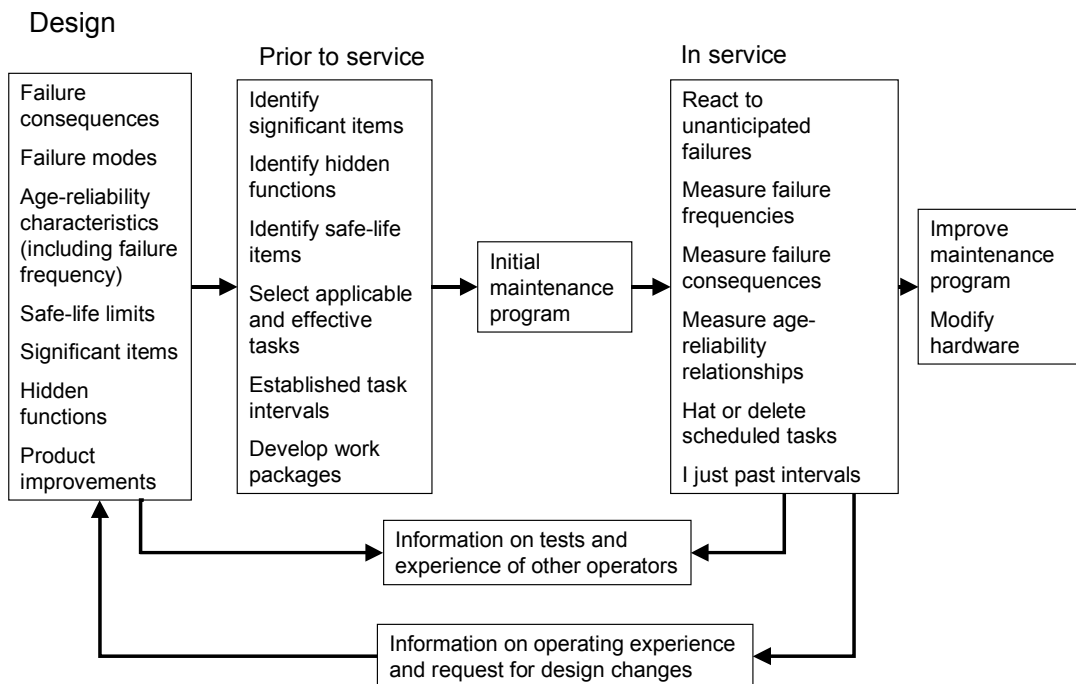 Design
Failure
consequences
Failure modes
Age-reliability
characteristics
(including failure
frequency)
Safe-life limits
Significant items
Hidden
functions
Product
improvements
Prior to service
Identify
significant items
Identify hidden
functions
Identify safe-life
items
Select applicable
and effective
tasks
Established task
intervals
Develop work
packages
Initial
maintenance
program
In service
React to
unanticipated
failures
Measure failure
frequencies
Measure failure
consequences
Measure age-
reliability
relationships
Hat or delete
scheduled tasks
I just past intervals
Improve
maintenance
program
Modify
hardware
Information on tests and
experience of other operators
Information on operating experience
and request for design changes